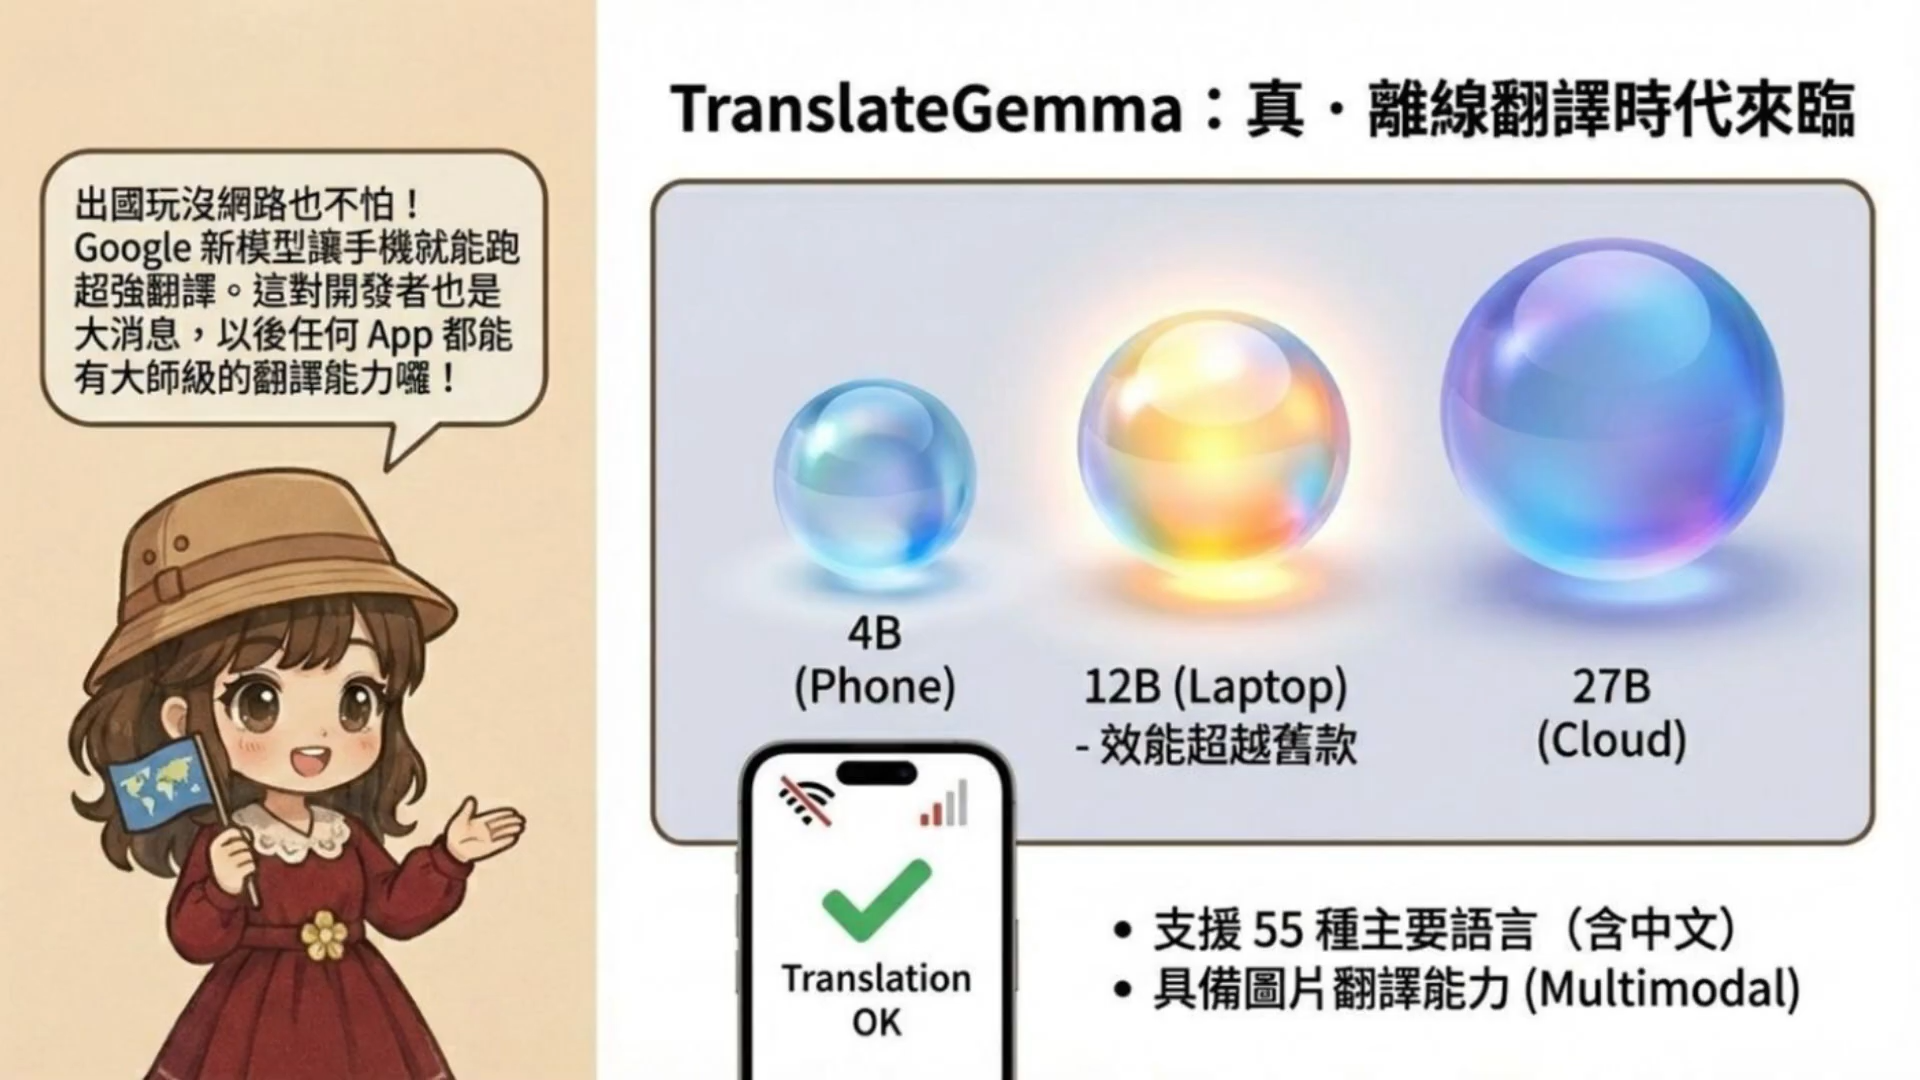 TranslateGemma：真·離線翻譯時代來臨
出國玩沒網路也不怕！
Google 新模型讓手機就能跑
超強翻譯。這對開發者也是
大消息，以後任何 App 都能
有大師級的翻譯能力囉！
4B
(Phone)
12B (Laptop)
- 效能超越舊款
27B
(Cloud)
Translation
OK
• 支援 55 種主要語言（含中文）
• 具備圖片翻譯能力 (Multimodal)